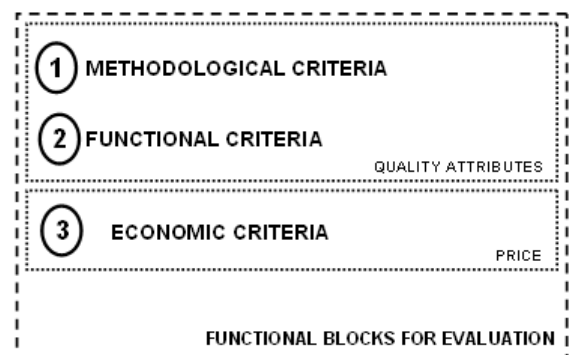 1 METHODOLOGICAL CRITERIA
2 FUNCTIONAL CRITERIA
QUALITY ATTRIBUTES
3 ECONOMIC CRITERIA
PRICE
FUNCTIONAL BLOCKS FOR EVALUATION